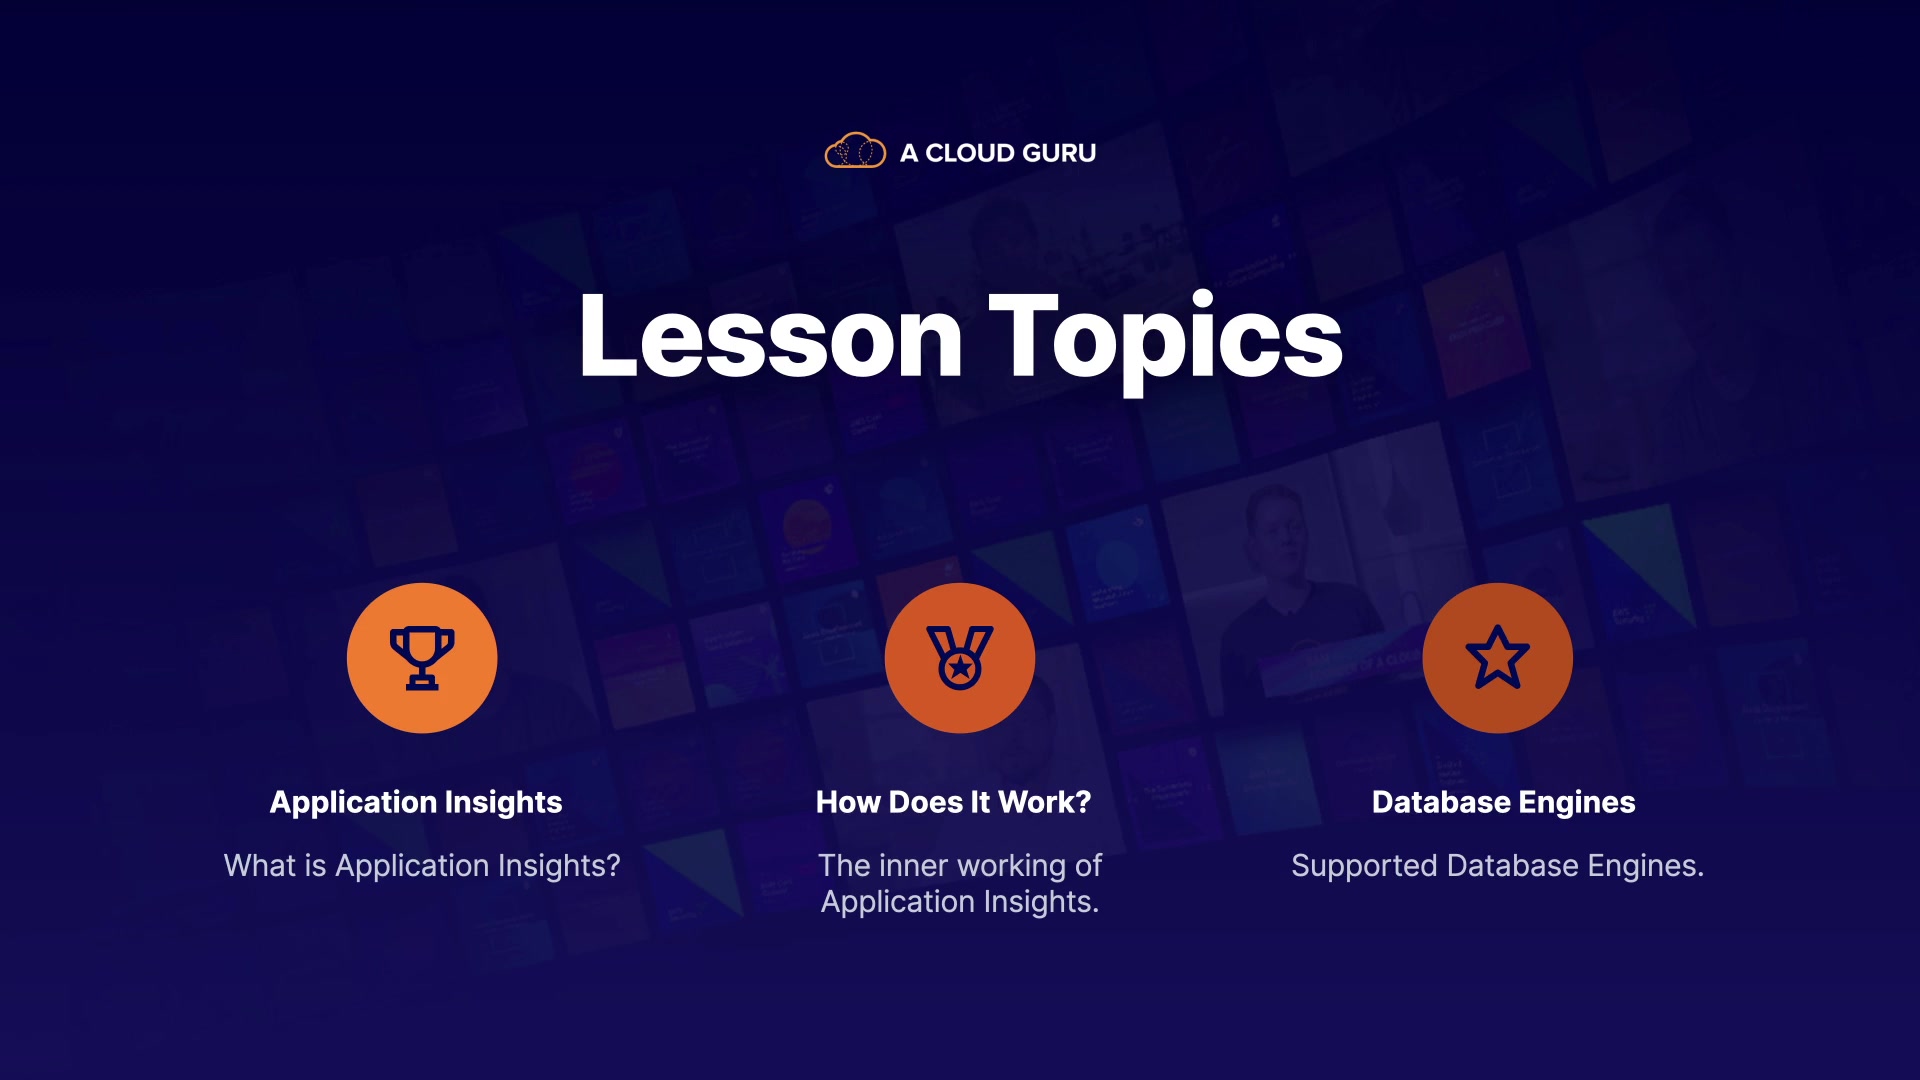 A CLOUD GURU
Lesson Topics
Application Insights
What is Application Insights?
How Does It Work?
The inner working of
Application Insights.
Database Engines
Supported Database Engines.